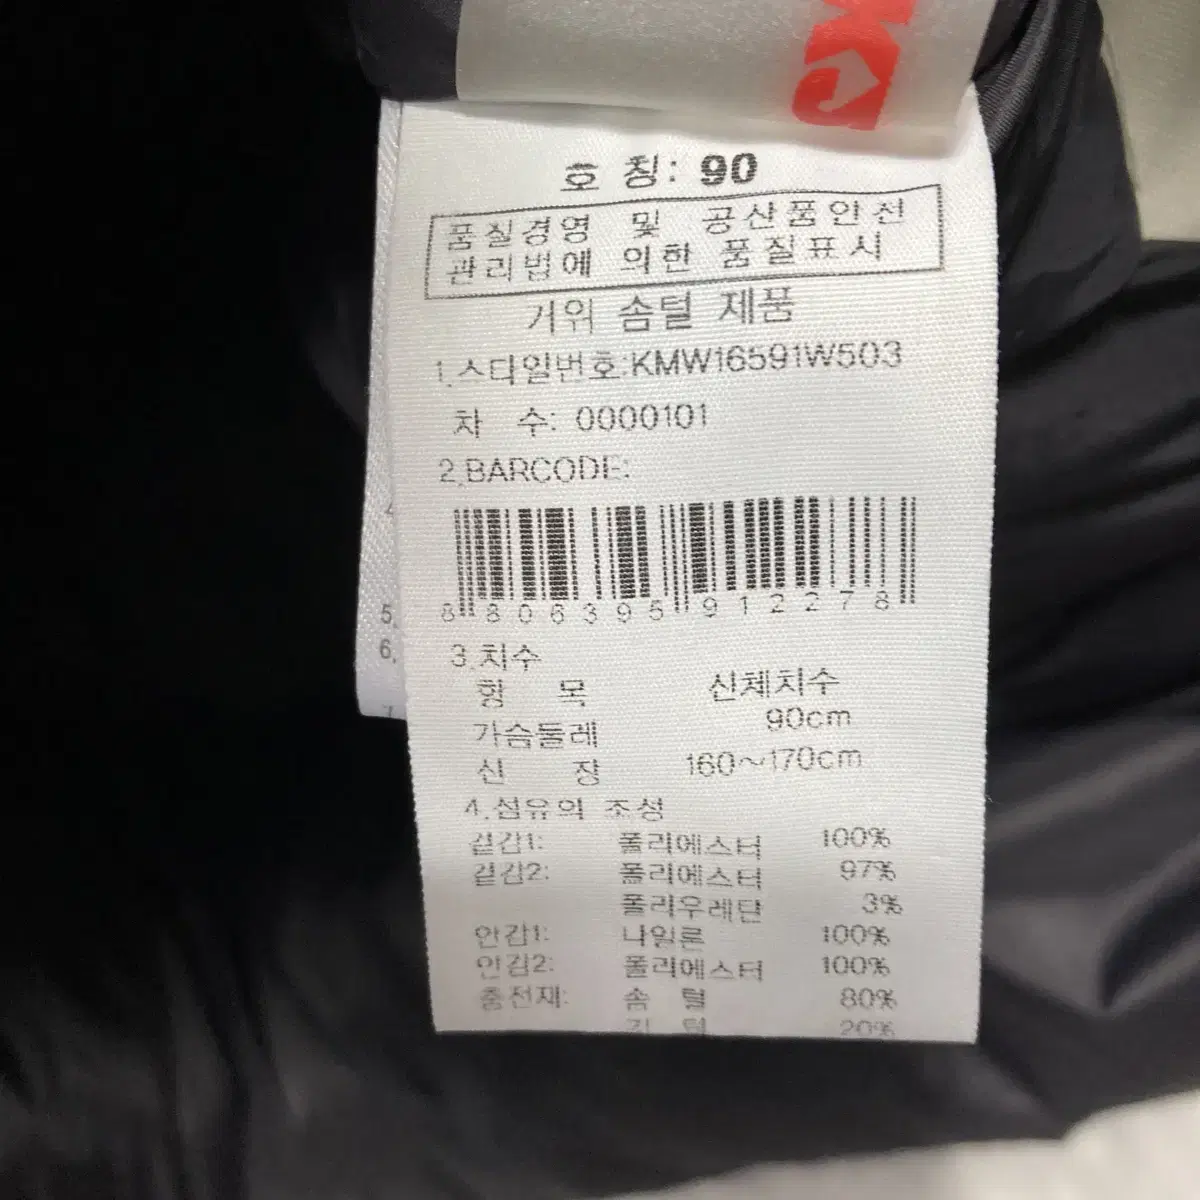 호 칭: 90
품질경영 및 공산품안전
관리법에 의한 품질표시
거위 솜털 제품
1.스타일번호:KMW16591W503
차 수: 0000101
2.BARCODE:
8806395912278
3.치수
항 목 신체치수
가슴둘레 90cm
신 장 160~170cm
4.섬유의 조성
겉감1: 폴리에스터 100%
겉감2: 폴리에스터 97%
폴리우레탄 3%
안감1: 나일론 100%
안감2: 폴리에스터 100%
충전재: 솜 털 80%
깃 털 20%
5.
6.